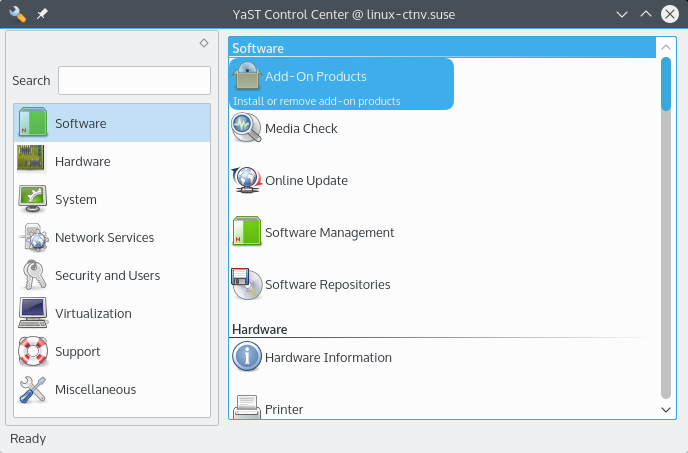 YaST Control Center @ linux-ctnv.suse
Search
Software
Hardware
System
Network Services
Security and Users
Virtualization
Support
Miscellaneous
Software
Add-On Products
Install or remove add-on products
Media Check
Online Update
Software Management
Software Repositories
Hardware
Hardware Information
Printer
Ready